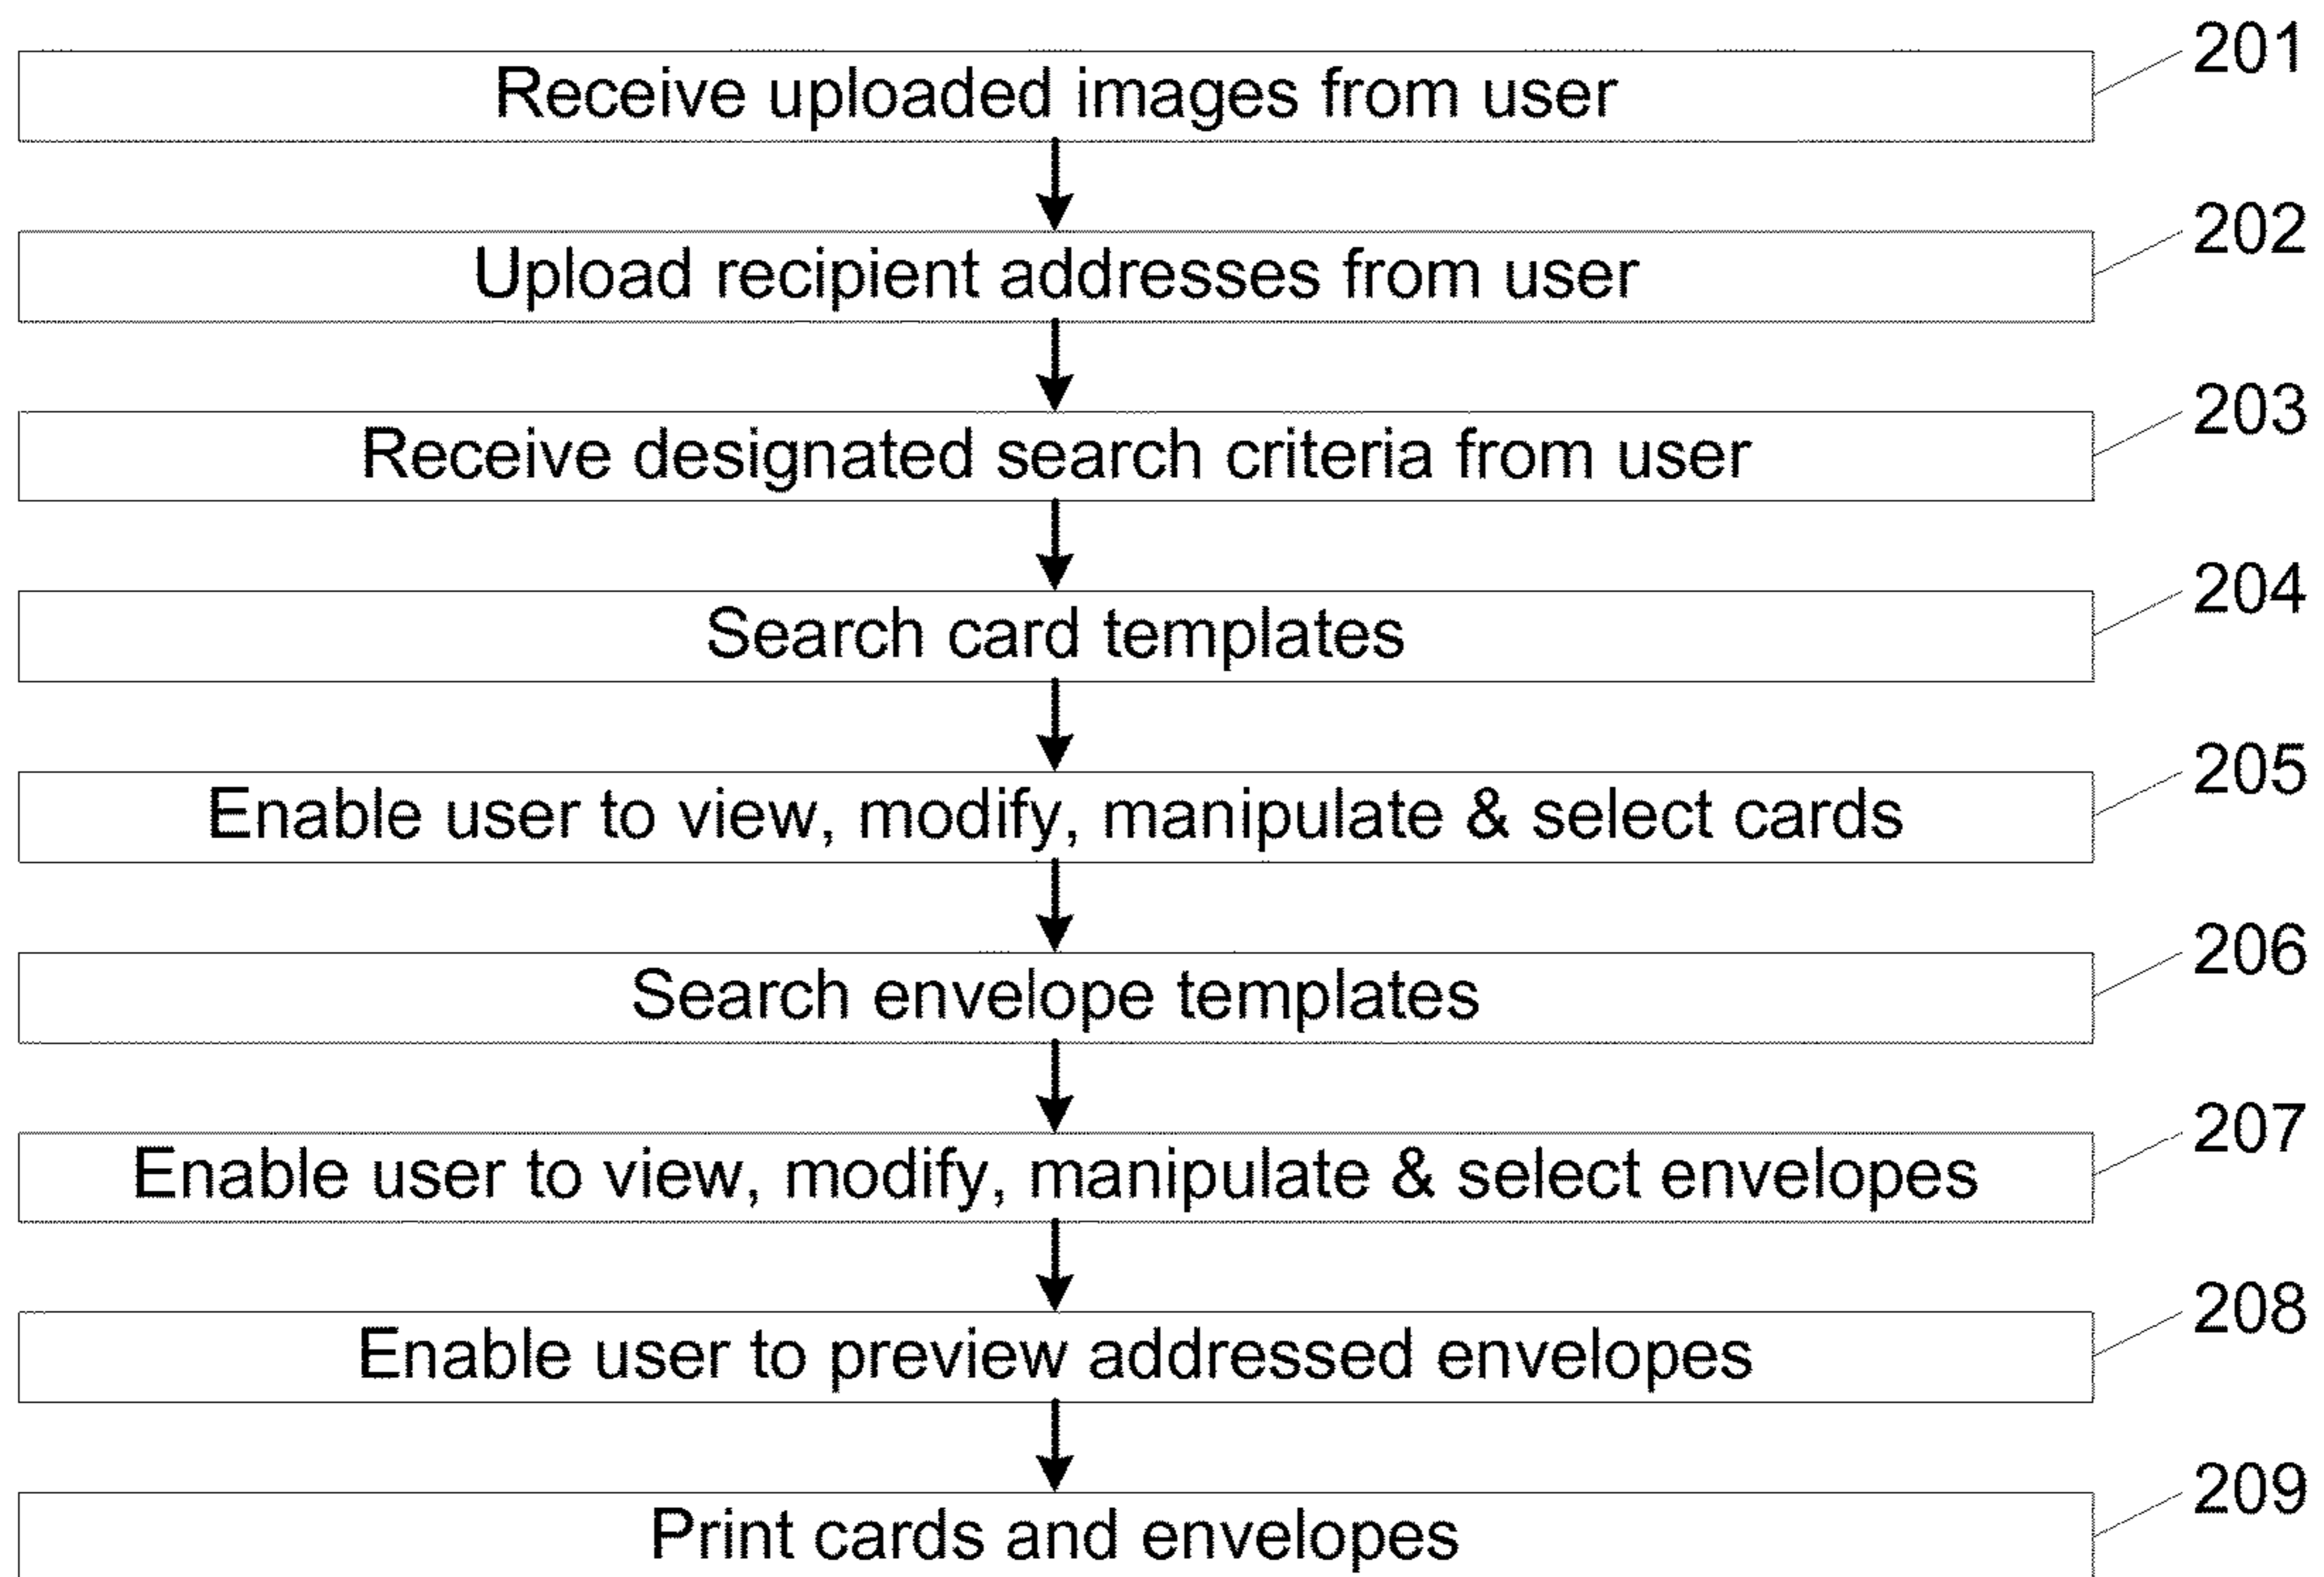 201
Receive uploaded images from user
202
Upload recipient addresses from user
203
Receive designated search criteria from user
204
Search card templates
205
Enable user to view, modify, manipulate & select cards
206
Search envelope templates
207
Enable user to view, modify, manipulate & select envelopes
208
Enable user to preview addressed envelopes
209
Print cards and envelopes